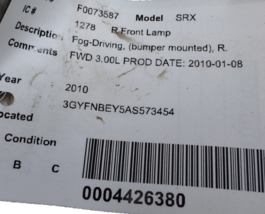 IC# F0073587 Model SRX
Description 1278 R Front Lamp
Fog-Driving, (bumper mounted), R.
Comments FWD 3.00L PROD DATE: 2010-01-08
Year 2010
3GYFNBEY5AS573454
ocated
Condition
B C
0004426380